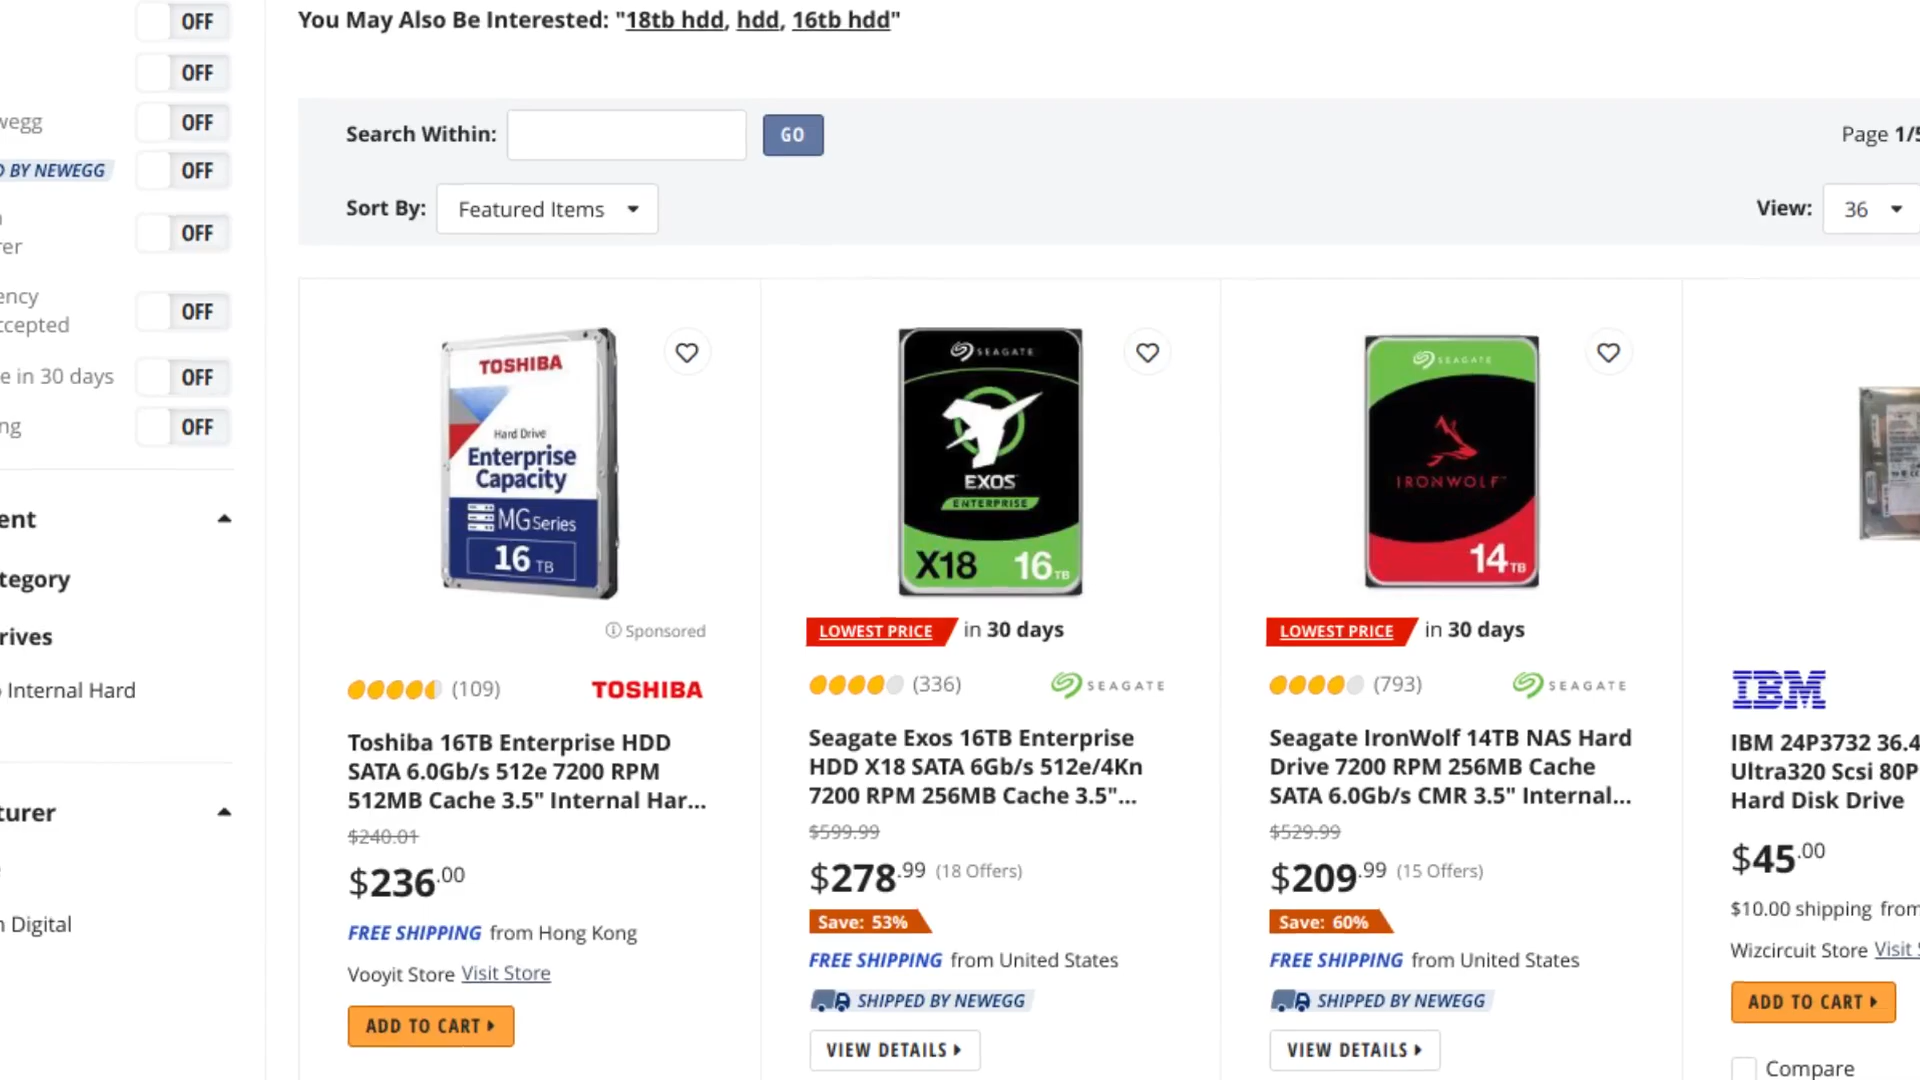 You May Also Be Interested: "18tb hdd, hdd, 16tb hdd"
OFF
OFF
wegg OFF
D BY NEWEGG OFF
rer OFF
ency
ccepted OFF
e in 30 days OFF
ng OFF
ent
tegory
rives
Internal Hard
turer
n Digital
Search Within: GO
Page 1/5
Sort By: Featured Items
View: 36
TOSHIBA
Hard Drive
Enterprise
Capacity
MG Series
16 TB
Sponsored
(109) TOSHIBA
Toshiba 16TB Enterprise HDD
SATA 6.0Gb/s 512e 7200 RPM
512MB Cache 3.5" Internal Har...
$240.01
$236.00
FREE SHIPPING from Hong Kong
Vooyit Store Visit Store
ADD TO CART
SEAGATE
EXOS
ENTERPRISE
X18 16TB
LOWEST PRICE in 30 days
(336) SEAGATE
Seagate Exos 16TB Enterprise
HDD X18 SATA 6Gb/s 512e/4Kn
7200 RPM 256MB Cache 3.5"...
$599.99
$278.99 (18 Offers)
Save: 53%
FREE SHIPPING from United States
SHIPPED BY NEWEGG
VIEW DETAILS
SEAGATE
IRONWOLF
14TB
LOWEST PRICE in 30 days
(793) SEAGATE
Seagate IronWolf 14TB NAS Hard
Drive 7200 RPM 256MB Cache
SATA 6.0Gb/s CMR 3.5" Internal...
$529.99
$209.99 (15 Offers)
Save: 60%
FREE SHIPPING from United States
SHIPPED BY NEWEGG
VIEW DETAILS
IBM
IBM 24P3732 36.4
Ultra320 Scsi 80P
Hard Disk Drive
$45.00
$10.00 shipping from
Wizcircuit Store Visit
ADD TO CART
Compare